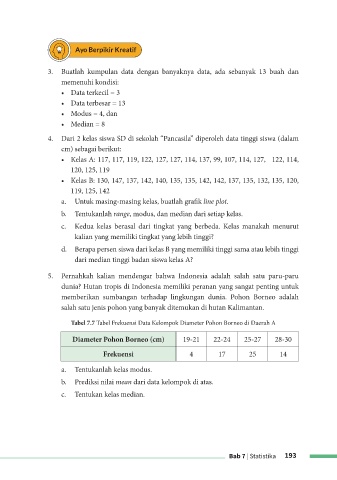 Ayo Berpikir Kreatif
3. Buatlah kumpulan data dengan banyaknya data, ada sebanyak 13 buah dan
memenuhi kondisi:
• Data terkecil = 3
• Data terbesar = 13
• Modus = 4, dan
• Median = 8
4. Dari 2 kelas siswa SD di sekolah "Pancasila" diperoleh data tinggi siswa (dalam
cm) sebagai berikut:
• Kelas A: 117, 117, 119, 122, 127, 127, 114, 137, 99, 107, 114, 127, 122, 114,
120, 125, 119
• Kelas B: 130, 147, 137, 142, 140, 135, 135, 142, 142, 137, 135, 132, 135, 120,
119, 125, 142
a. Untuk masing-masing kelas, buatlah grafik line plot.
b. Tentukanlah range, modus, dan median dari setiap kelas.
c. Kedua kelas berasal dari tingkat yang berbeda. Kelas manakah menurut
kalian yang memiliki tingkat yang lebih tinggi?
d. Berapa persen siswa dari kelas B yang memiliki tinggi sama atau lebih tinggi
dari median tinggi badan siswa kelas A?
5. Pernahkah kalian mendengar bahwa Indonesia adalah salah satu paru-paru
dunia? Hutan tropis di Indonesia memiliki peranan yang sangat penting untuk
memberikan sumbangan terhadap lingkungan dunia. Pohon Borneo adalah
salah satu jenis pohon yang banyak ditemukan di hutan Kalimantan.
Tabel 7.7 Tabel Frekuensi Data Kelompok Diameter Pohon Borneo di Daerah A
Diameter Pohon Borneo (cm) 19-21 22-24 25-27 28-30
Frekuensi 4 17 25 14
a. Tentukanlah kelas modus.
b. Prediksi nilai mean dari data kelompok di atas.
c. Tentukan kelas median.
Bab 7 | Statistika 193